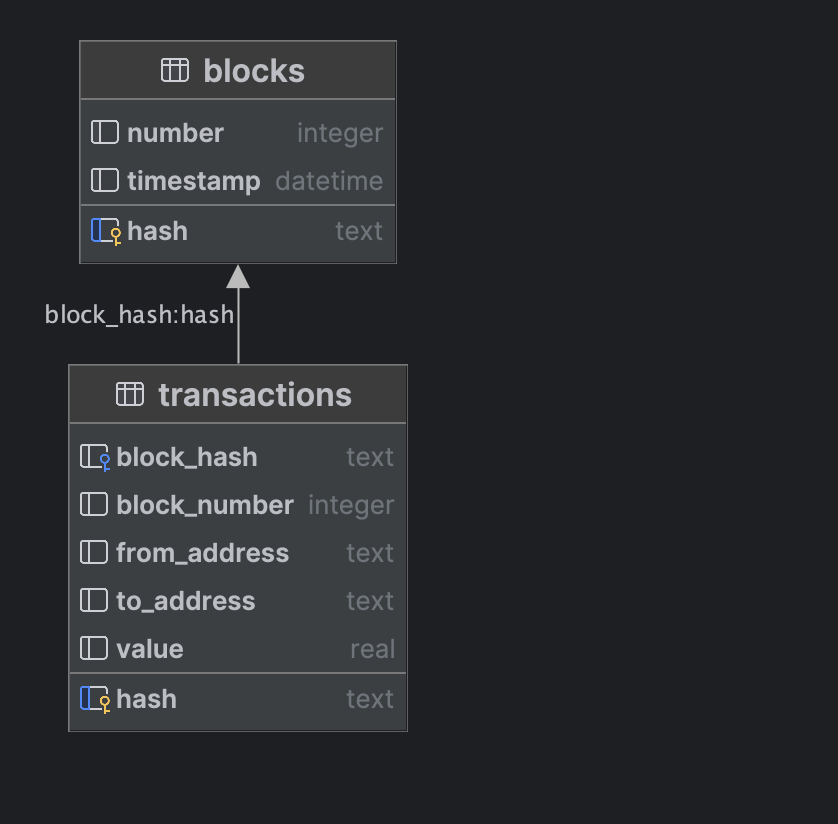 blocks
number integer
timestamp datetime
hash text
block_hash:hash
transactions
block_hash text
block_number integer
from_address text
to_address text
value real
hash text